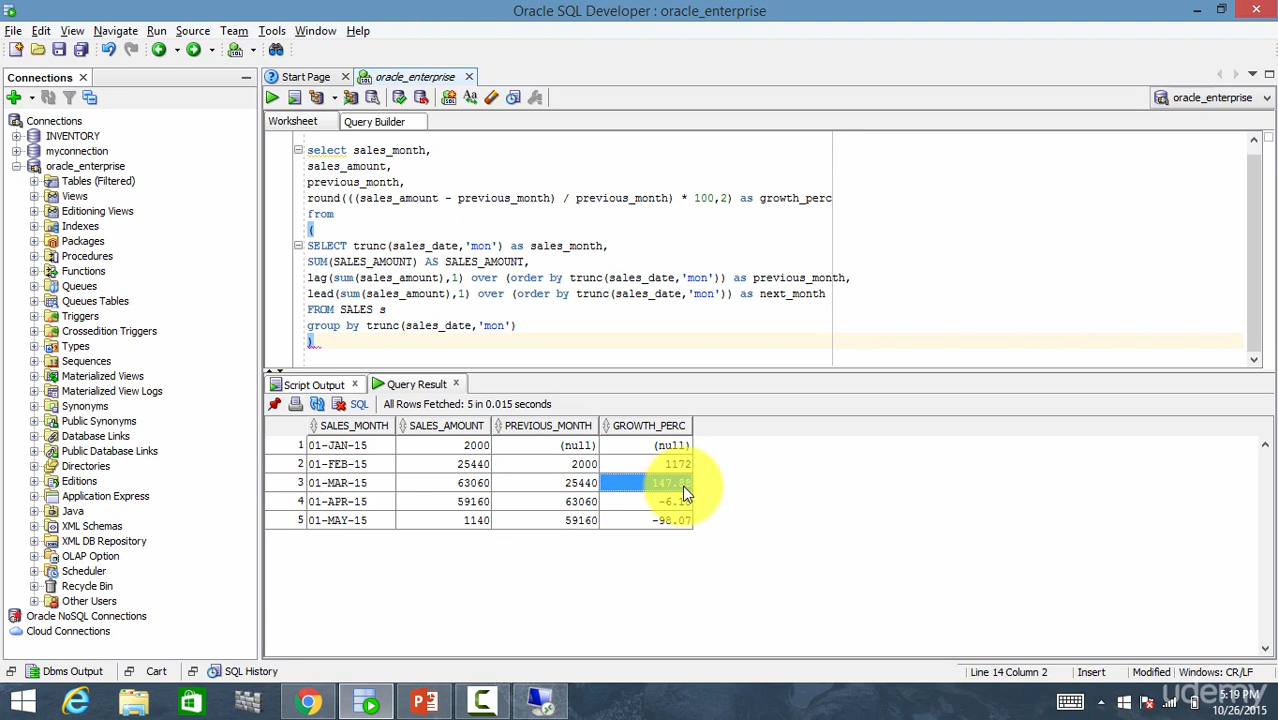 Oracle SQL Developer : oracle_enterprise
File Edit View Navigate Run Source Team Tools Window Help
Connections
Start Page
oracle_enterprise
oracle_enterprise
Worksheet
Query Builder
Connections
INVENTORY
myconnection
oracle_enterprise
Tables (Filtered)
Views
Editioning Views
Indexes
Packages
Procedures
Functions
Queues
Queues Tables
Triggers
Crossedition Triggers
Types
Sequences
Materialized Views
Materialized View Logs
Synonyms
Public Synonyms
Database Links
Public Database Links
Directories
Editions
Application Express
Java
XML Schemas
XML DB Repository
OLAP Option
Scheduler
Recycle Bin
Other Users
Oracle NoSQL Connections
Cloud Connections
select sales_month,
sales_amount,
previous_month,
round(((sales_amount - previous_month) / previous_month) * 100,2) as growth_perc
from
(
SELECT trunc(sales_date,'mon') as sales_month,
SUM(SALES_AMOUNT) AS SALES_AMOUNT,
lag(sum(sales_amount),1) over (order by trunc(sales_date,'mon')) as previous_month,
lead(sum(sales_amount),1) over (order by trunc(sales_date,'mon')) as next_month
FROM SALES s
group by trunc(sales_date,'mon')
)
Script Output
Query Result
SQL All Rows Fetched: 5 in 0.015 seconds
SALES_MONTH SALES_AMOUNT PREVIOUS_MONTH GROWTH_PERC
1 01-JAN-15 2000 (null) (null)
2 01-FEB-15 25440 2000 1172
3 01-MAR-15 63060 25440 147.88
4 01-APR-15 59160 63060
5 01-MAY-15 1140 59160 -98.07
Dbms Output
Cart
SQL History
Line 14 Column 2
Insert
Modified
Windows: CR/LF
udemy
5:19 PM
10/26/2015